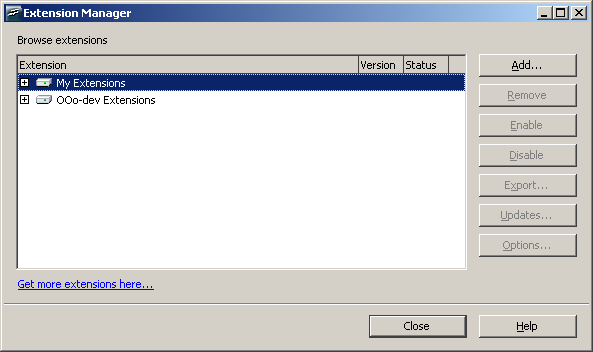 Extension Manager
Browse extensions
Extension Version Status
My Extensions
OOo-dev Extensions
Add...
Remove
Enable
Disable
Export...
Updates...
Options...
Get more extensions here...
Close Help